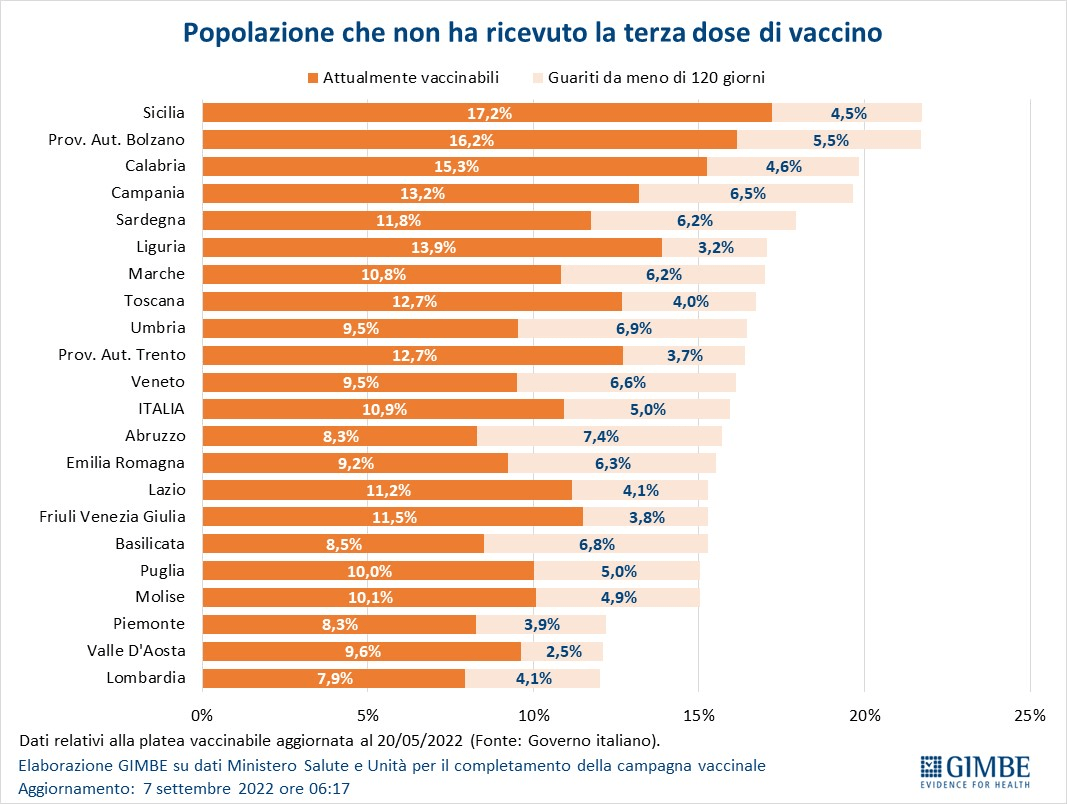 Popolazione che non ha ricevuto la terza dose di vaccino
Attualmente vaccinabili Guariti da meno di 120 giorni
Sicilia 17,2% 4,5%
Prov. Aut. Bolzano 16,2% 5,5%
Calabria 15,3% 4,6%
Campania 13,2% 6,5%
Sardegna 11,8% 6,2%
Liguria 13,9% 3,2%
Marche 10,8% 6,2%
Toscana 12,7% 4,0%
Umbria 9,5% 6,9%
Prov. Aut. Trento 12,7% 3,7%
Veneto 9,5% 6,6%
ITALIA 10,9% 5,0%
Abruzzo 8,3% 7,4%
Emilia Romagna 9,2% 6,3%
Lazio 11,2% 4,1%
Friuli Venezia Giulia 11,5% 3,8%
Basilicata 8,5% 6,8%
Puglia 10,0% 5,0%
Molise 10,1% 4,9%
Piemonte 8,3% 3,9%
Valle D'Aosta 9,6% 2,5%
Lombardia 7,9% 4,1%
0% 5% 10% 15% 20% 25%
Dati relativi alla platea vaccinabile aggiornata al 20/05/2022 (Fonte: Governo italiano).
Elaborazione GIMBE su dati Ministero Salute e Unità per il completamento della campagna vaccinale
Aggiornamento: 7 settembre 2022 ore 06:17
GIMBE
EVIDENCE FOR HEALTH